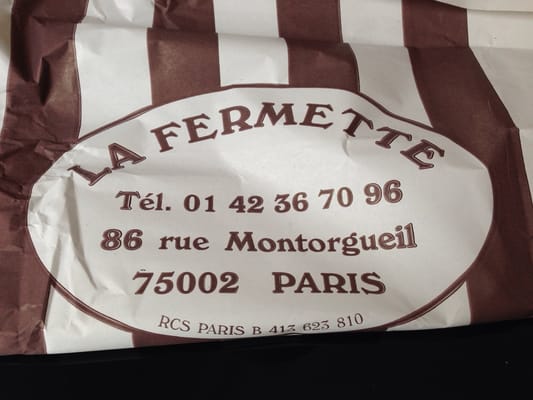 LA FERMETTE
Tél. 01 42 36 70 96
86 rue Montorgueil
75002 PARIS
RCS PARIS B 413 623 810